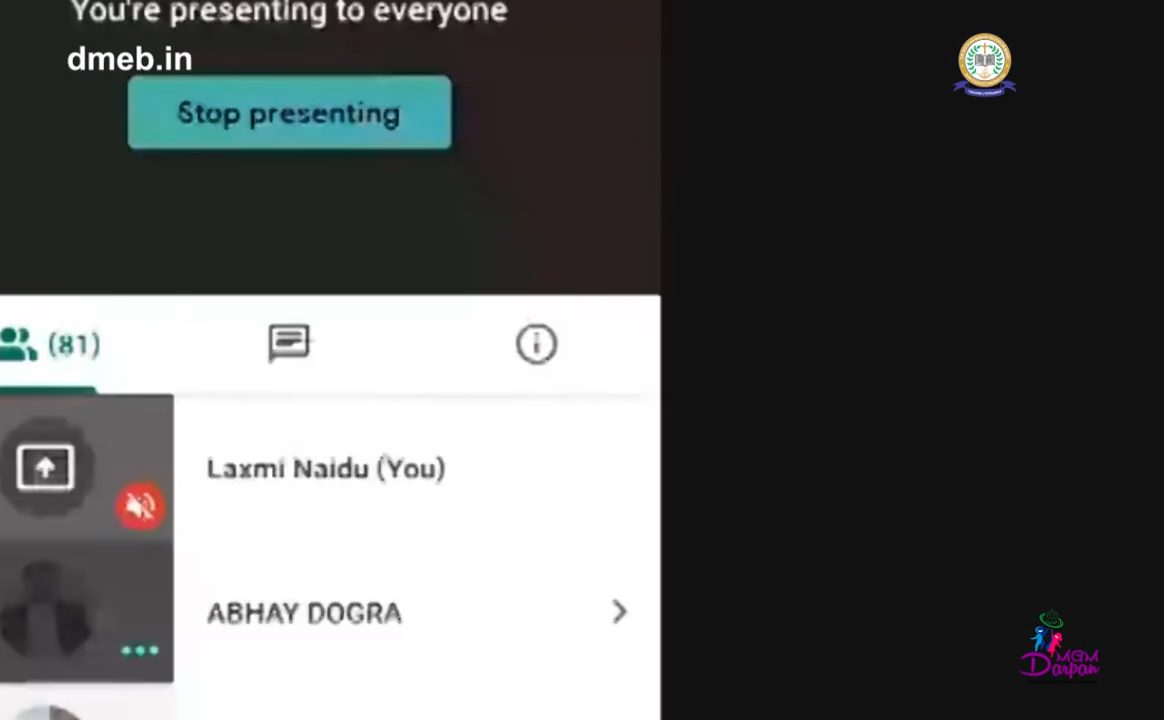 You're presenting to everyone
dmeb.in
Stop presenting
(81)
Laxmi Naidu (You)
ABHAY DOGRA
MGM
Darpan